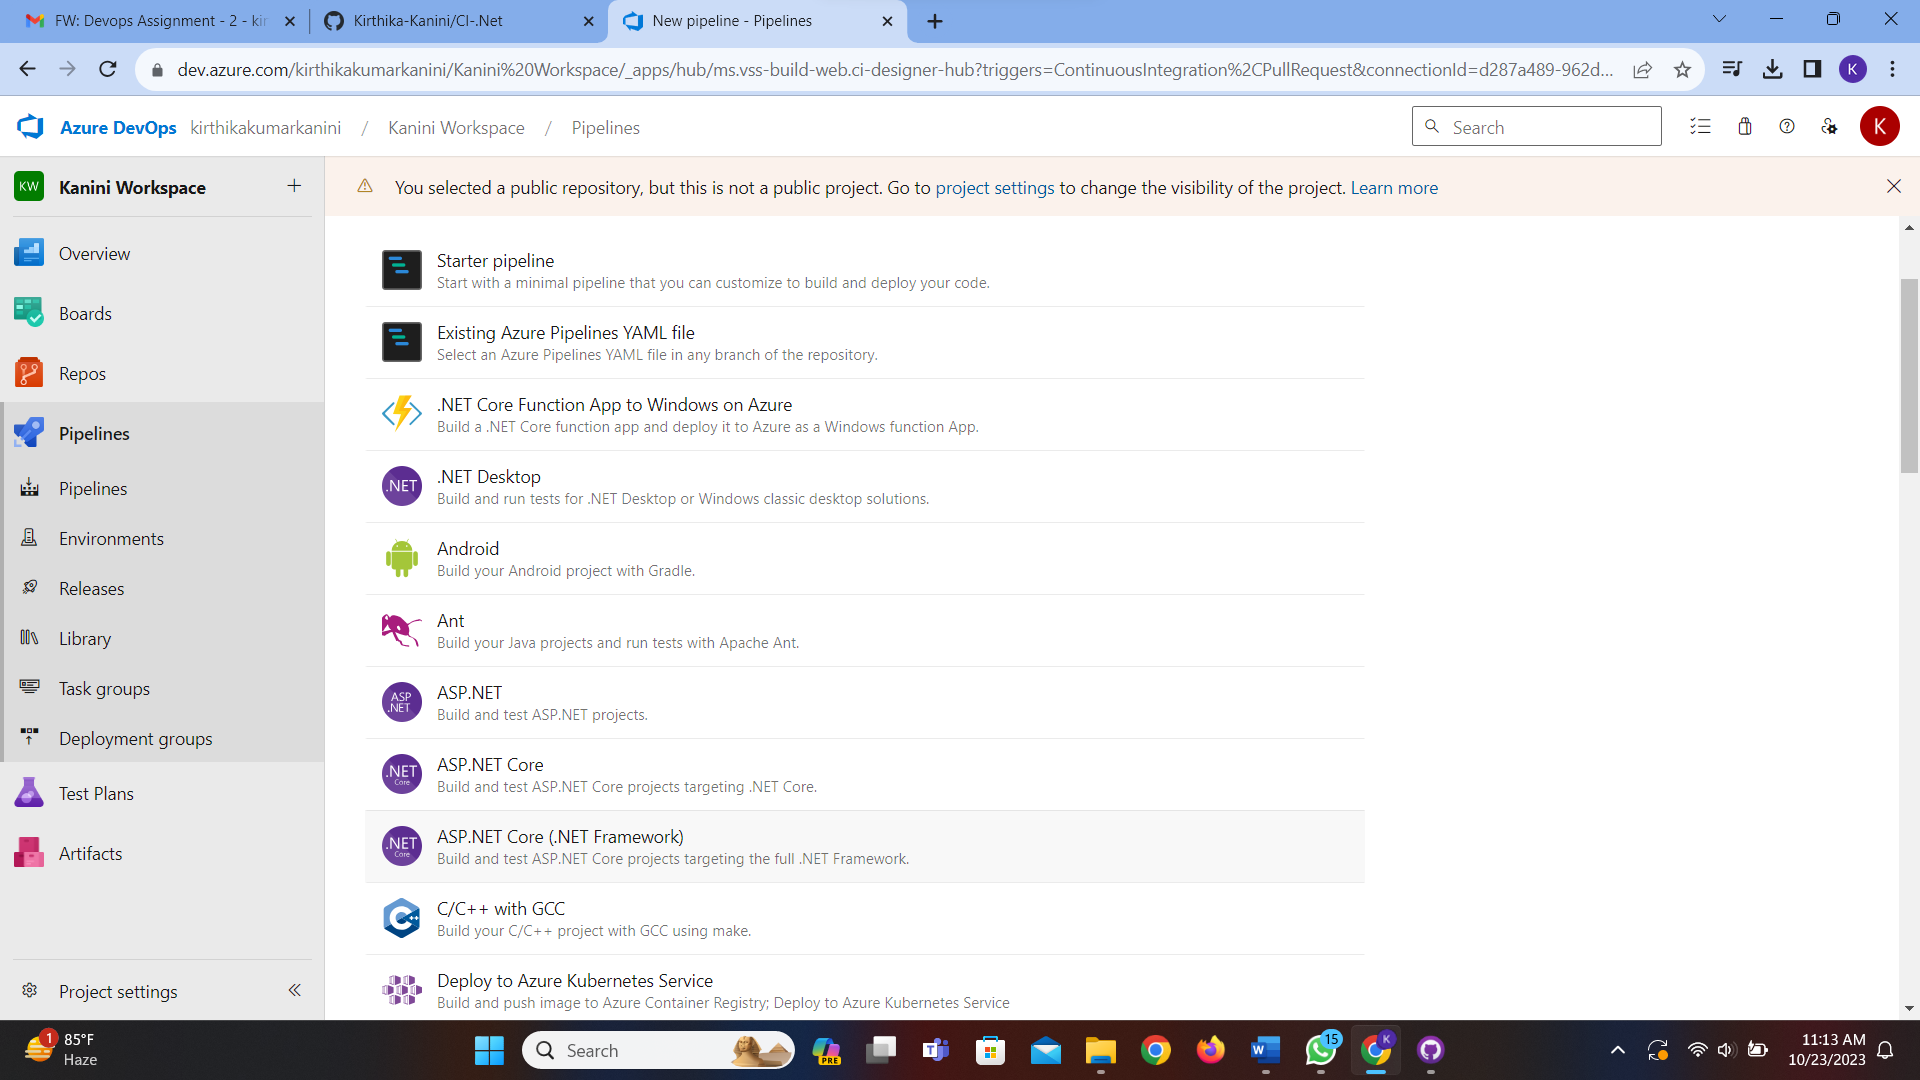 FW: Devops Assignment - 2 - kir
Kirthika-Kanini/CI-.Net
New pipeline - Pipelines
dev.azure.com/kirthikakumarkanini/Kanini%20Workspace/_apps/hub/ms.vss-build-web.ci-designer-hub?triggers=ContinuousIntegration%2CPullRequest&connectionId=d287a489-962d...
K
Azure DevOps kirthikakumarkanini / Kanini Workspace / Pipelines
Search
K
KW Kanini Workspace
You selected a public repository, but this is not a public project. Go to project settings to change the visibility of the project. Learn more
Overview
Boards
Repos
Pipelines
Pipelines
Environments
Releases
Library
Task groups
Deployment groups
Test Plans
Artifacts
Project settings
Starter pipeline
Start with a minimal pipeline that you can customize to build and deploy your code.
Existing Azure Pipelines YAML file
Select an Azure Pipelines YAML file in any branch of the repository.
.NET Core Function App to Windows on Azure
Build a .NET Core function app and deploy it to Azure as a Windows function App.
.NET
.NET Desktop
Build and run tests for .NET Desktop or Windows classic desktop solutions.
Android
Build your Android project with Gradle.
Ant
Build your Java projects and run tests with Apache Ant.
ASP
.NET
ASP.NET
Build and test ASP.NET projects.
.NET
Core
ASP.NET Core
Build and test ASP.NET Core projects targeting .NET Core.
.NET
Core
ASP.NET Core (.NET Framework)
Build and test ASP.NET Core projects targeting the full .NET Framework.
C/C++ with GCC
Build your C/C++ project with GCC using make.
Deploy to Azure Kubernetes Service
Build and push image to Azure Container Registry; Deploy to Azure Kubernetes Service
1
85°F
Haze
Search
PRE
15
K
11:13 AM
10/23/2023